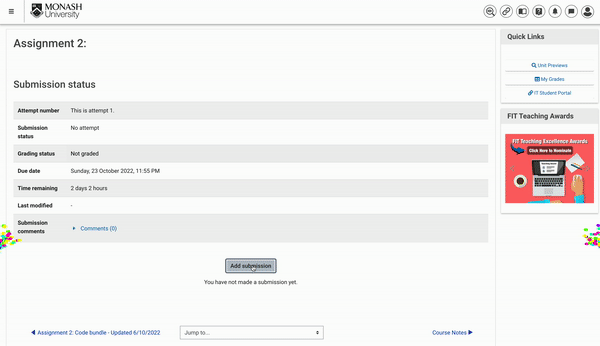 MONASH
University
Assignment 2:
Submission status
Attempt number This is attempt 1.
Submission status No attempt
Grading status Not graded
Due date Sunday, 23 October 2022, 11:55 PM
Time remaining 2 days 2 hours
Last modified -
Submission comments Comments (0)
Add submission
You have not made a submission yet.
Assignment 2: Code bundle - Updated 6/10/2022
Jump to...
Course Notes
Quick Links
Unit Previews
My Grades
IT Student Portal
FIT Teaching Awards
FIT Teaching Excellence Awards
Click Here to Nominate